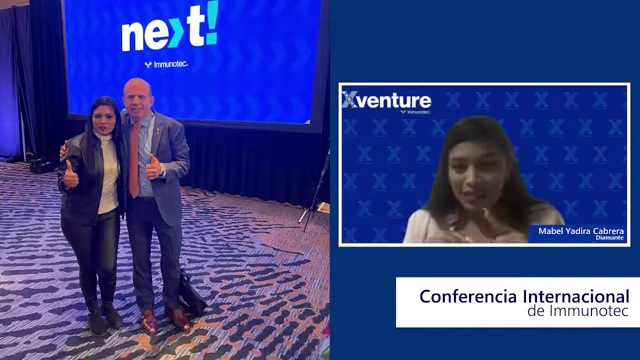 next!
Immunotec.
Xventure
Immunotec.
Mabel Yadira Cabrera
Diamante
Conferencia Internacional
de Immunotec